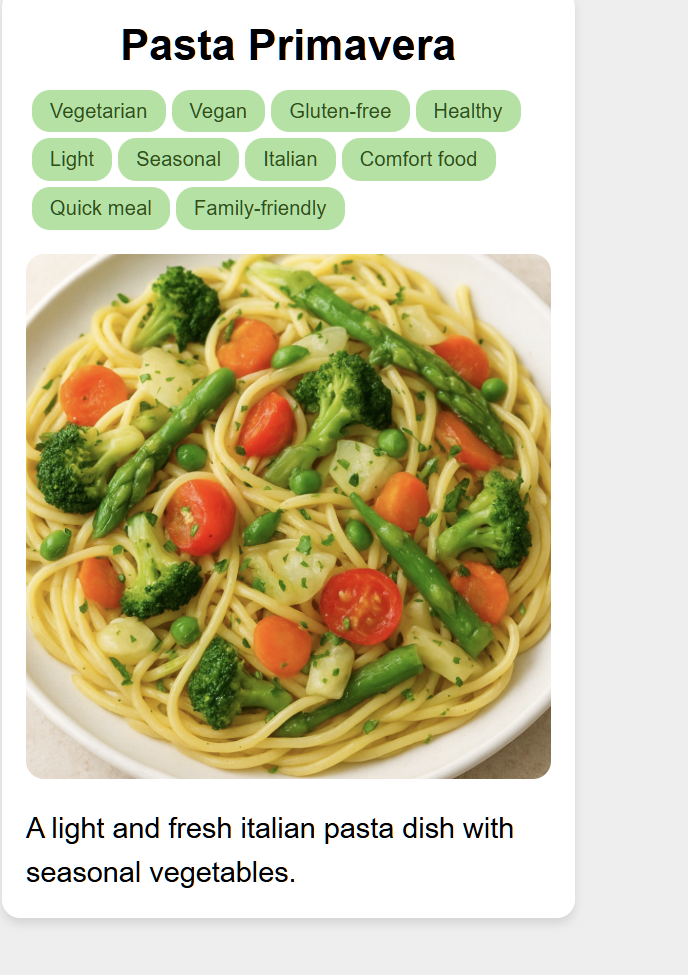 Pasta Primavera
Vegetarian Vegan Gluten-free Healthy
Light Seasonal Italian Comfort food
Quick meal Family-friendly
A light and fresh italian pasta dish with
seasonal vegetables.